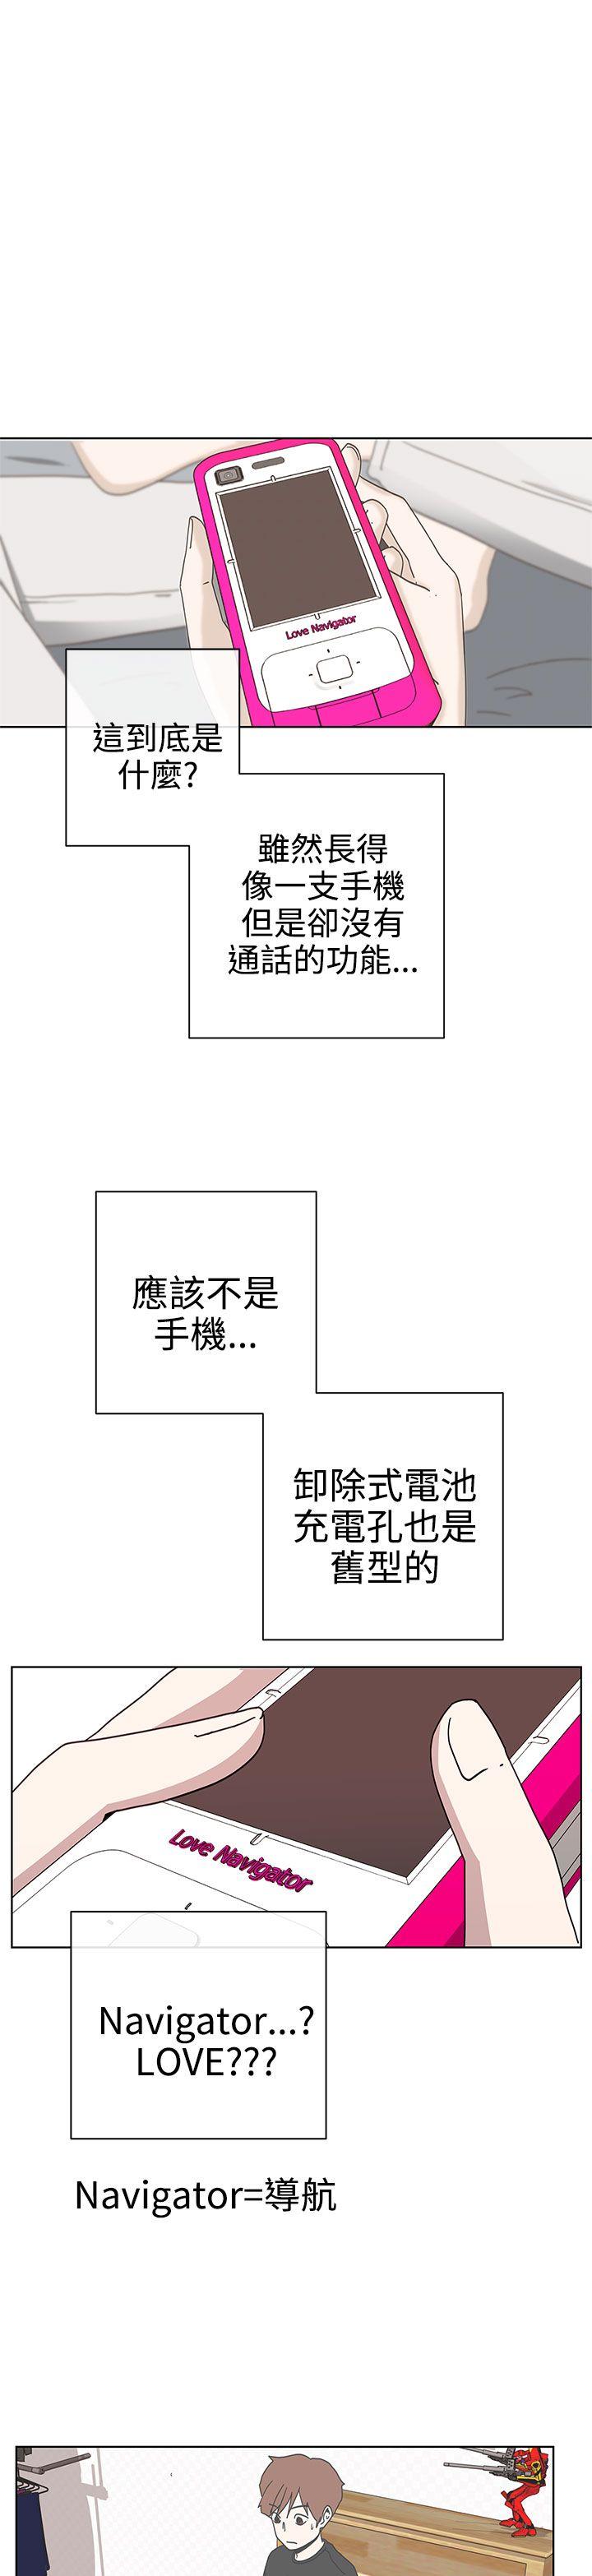 Love Navigator
這到底是
什麼?
雖然長得
像一支手機
但是卻沒有
通話的功能...
應該不是
手機...
卸除式電池
充電孔也是
舊型的
Love Navigator
Navigator...?
LOVE???
Navigator=導航